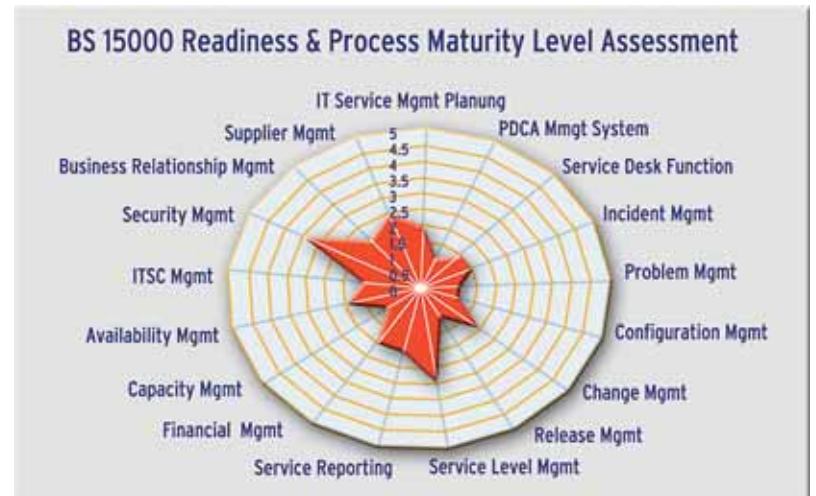 BS 15000 Readiness & Process Maturity Level Assessment
IT Service Mgmt Planung
PDCA Mmgt System
Service Desk Function
Incident Mgmt
Problem Mgmt
Configuration Mgmt
Change Mgmt
Release Mgmt
Service Level Mgmt
Service Reporting
Financial Mgmt
Capacity Mgmt
Availability Mgmt
ITSC Mgmt
Security Mgmt
Business Relationship Mgmt
Supplier Mgmt
5
4.5
4
3.5
3
2.5
2
1.5
1
0.5
0